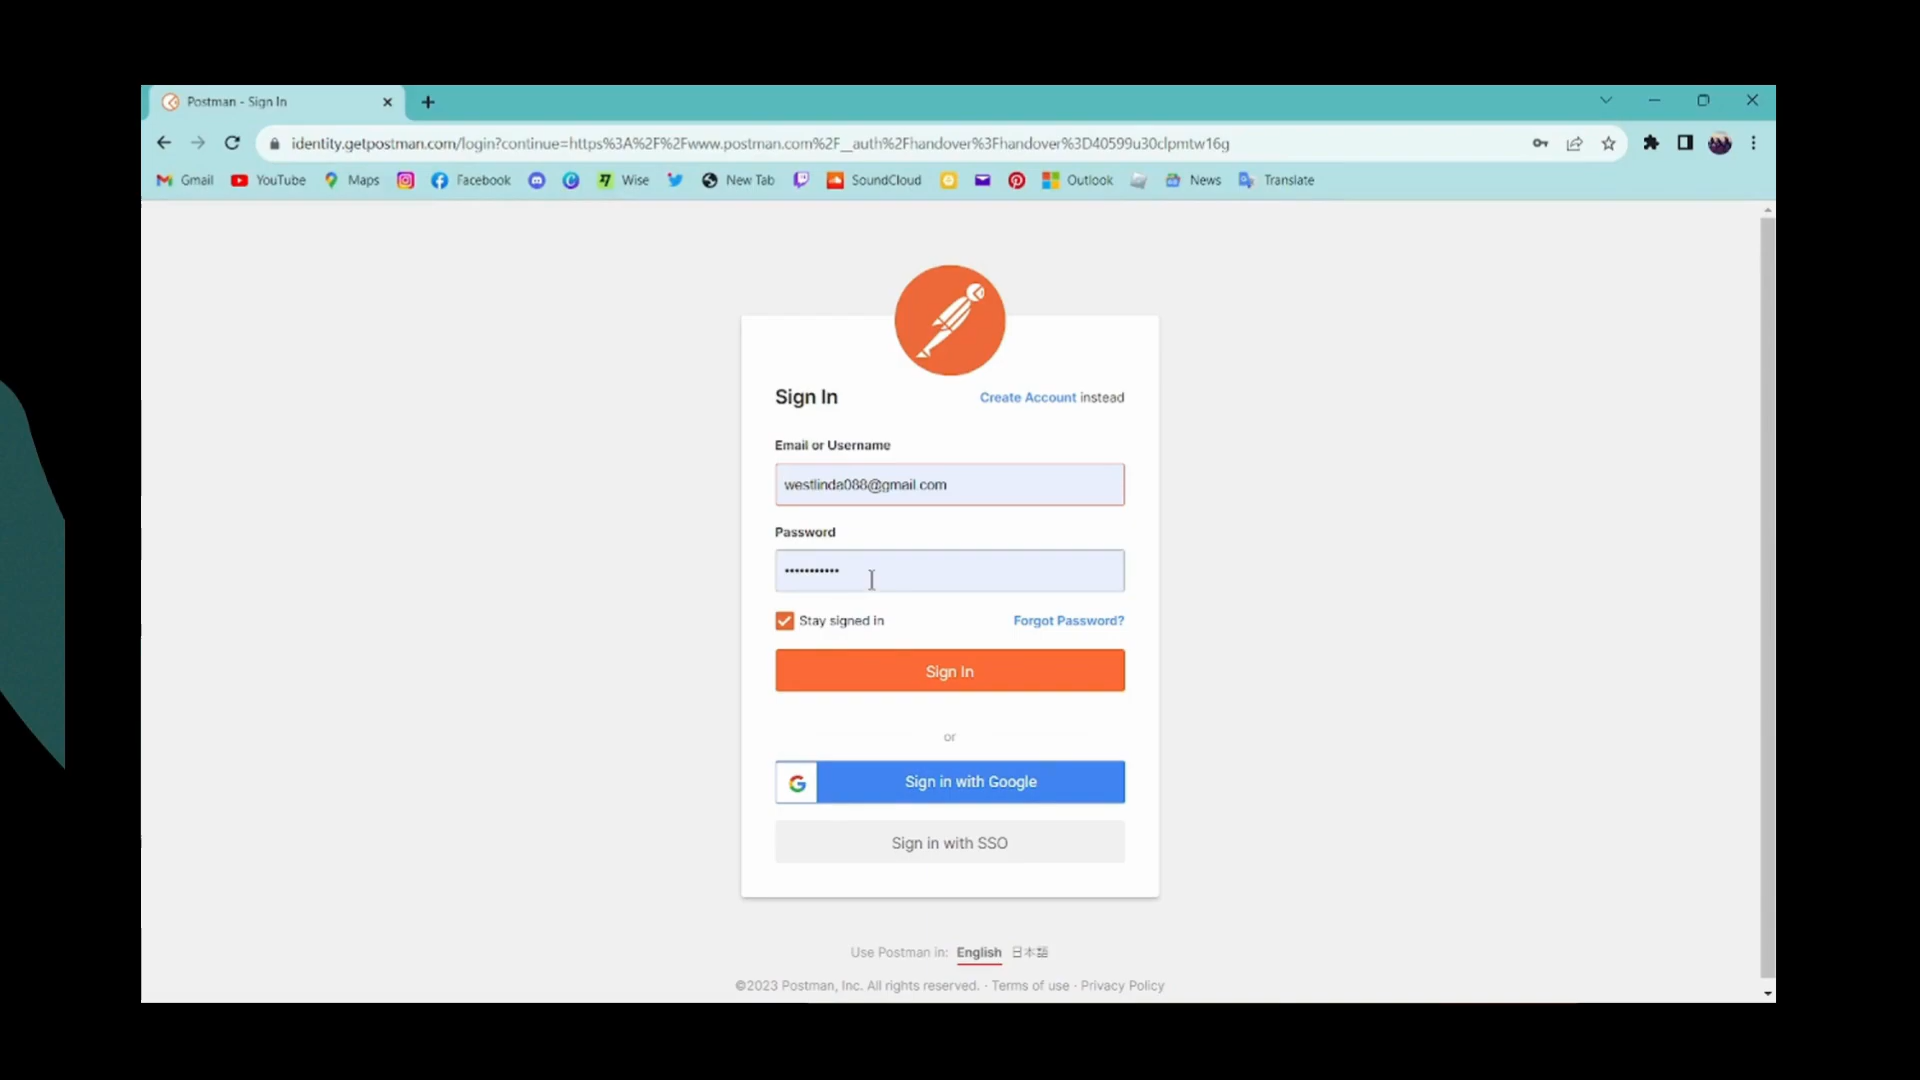 Postman - Sign In
identity.getpostman.com/login?continue=https%3A%2F%2Fwww.postman.com%2F__auth%2Fhandover%3Fhandover%3D40599u30clpmtw16g
Gmail YouTube Maps Facebook Wise New Tab SoundCloud Outlook News Translate
Sign In Create Account instead
Email or Username
westlinda088@gmail.com
Password
•••••••••••
Stay signed in Forgot Password?
Sign In
or
Sign in with Google
Sign in with SSO
Use Postman in: English 日本語
©2023 Postman, Inc. All rights reserved. · Terms of use · Privacy Policy